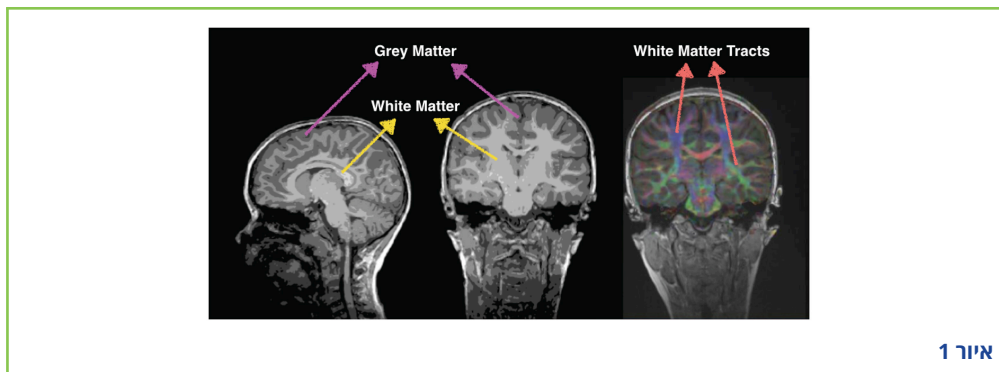 Grey Matter
White Matter Tracts
White Matter
איור 1